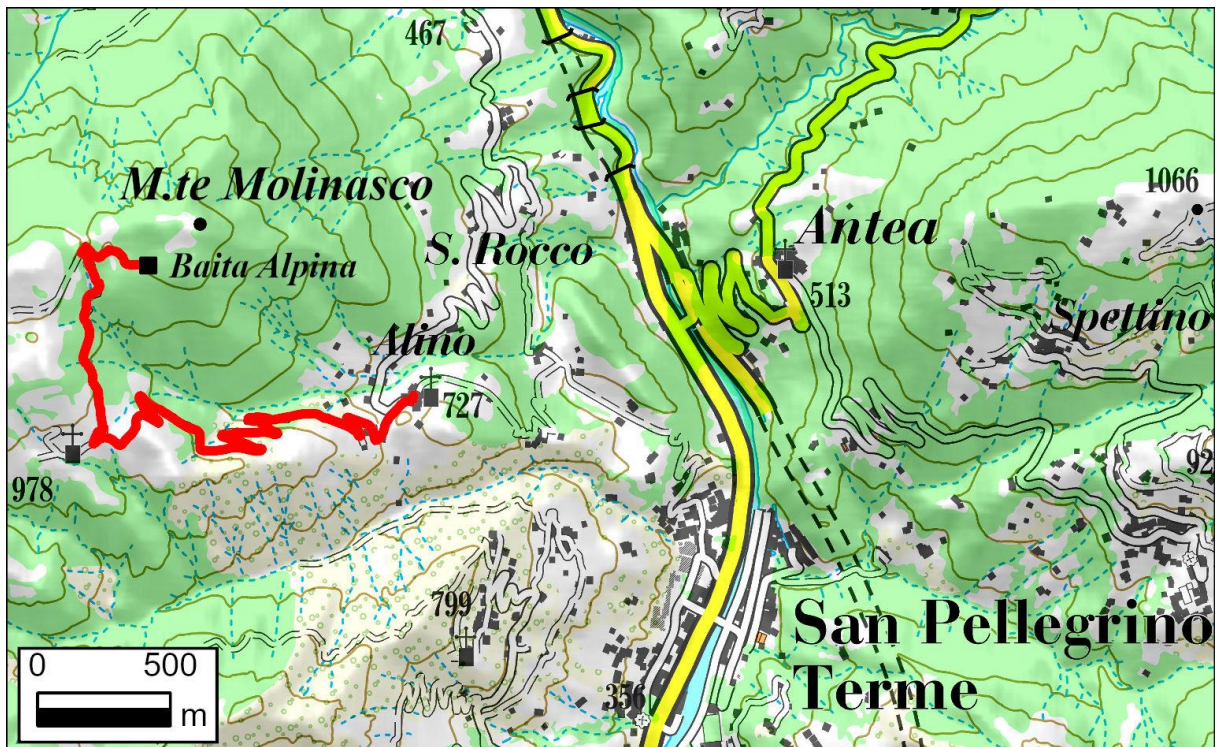 467
1066
M.te Molinasco
Antea
S. Rocco
Baita Alpina
513
Spettino
Alino
727
92
978
799
San Pellegrino
Terme
356
0 500
m